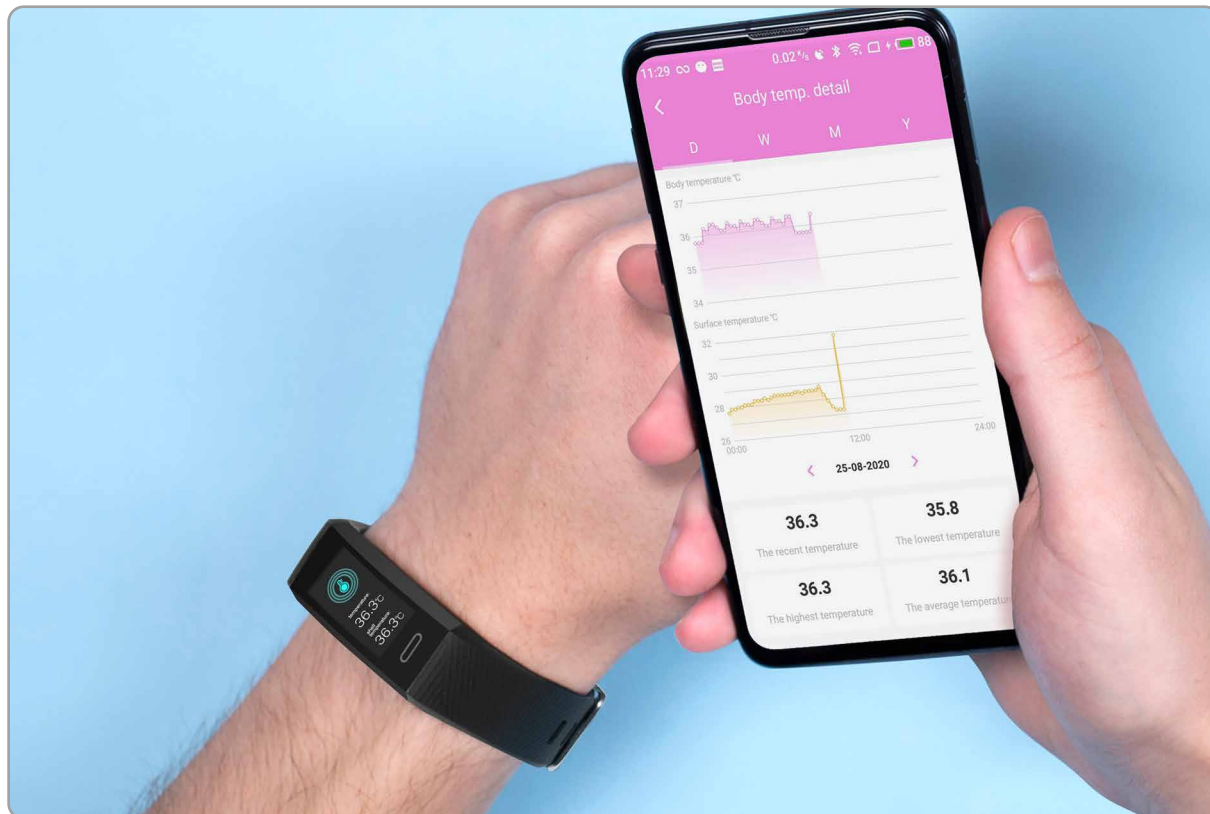 11:29
0.02 K/s
88
Body temp. detail
D W M Y
Body temperature ℃
37
36
35
34
Surface temperature ℃
32
30
28
26
00:00 12:00 24:00
25-08-2020
36.3
The recent temperature
35.8
The lowest temperature
36.3
The highest temperature
36.1
The average temperature
temperature:
36.3℃
temperature:
36.3℃